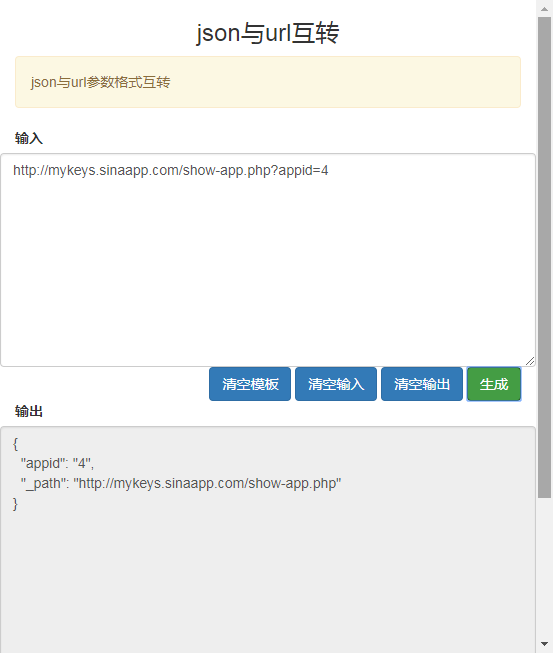 json与url互转
json与url参数格式互转
输入
http://mykeys.sinaapp.com/show-app.php?appid=4
清空模板 清空输入 清空输出 生成
输出
{
"appid": "4",
"_path": "http://mykeys.sinaapp.com/show-app.php"
}